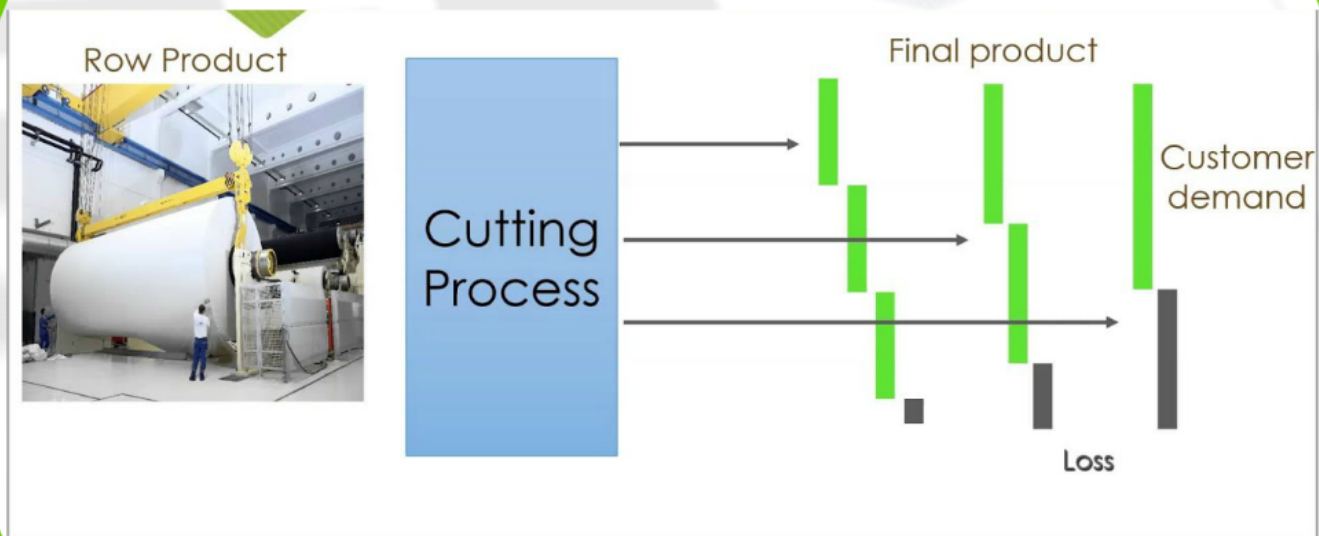 Row Product
Cutting
Process
Final product
Customer
demand
Loss